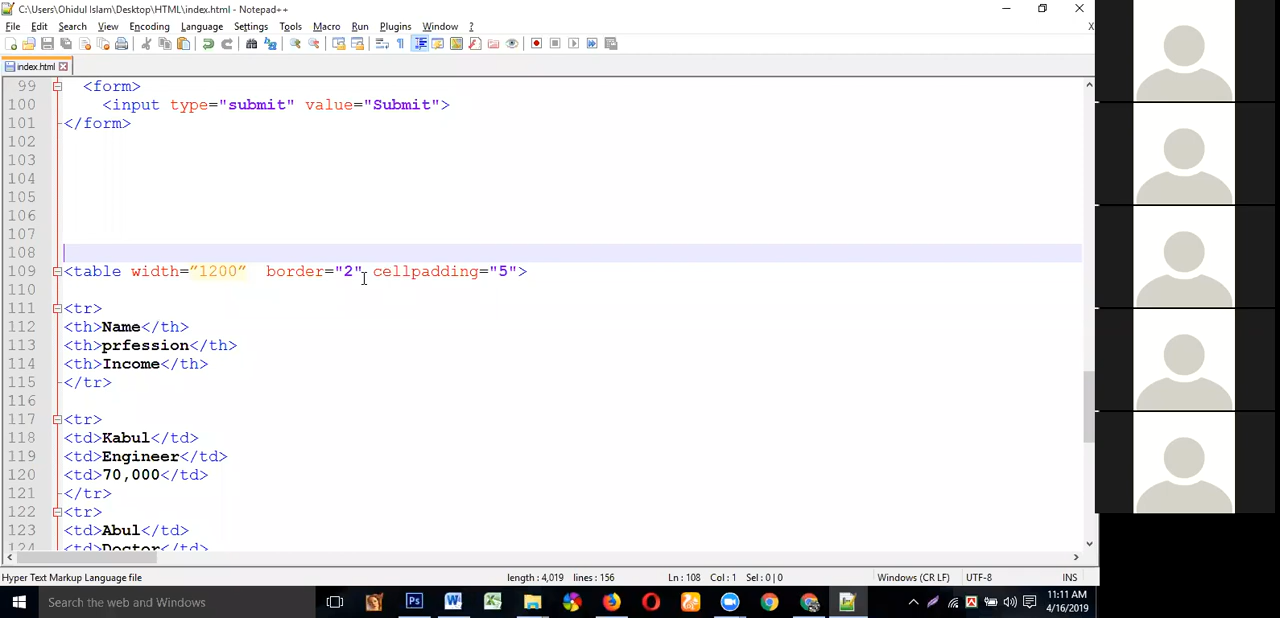 C:\Users\Ohidul Islam\Desktop\HTML\index.html - Notepad++
File Edit Search View Encoding Language Settings Tools Macro Run Plugins Window ? X
index.html
99 <form>
100 <input type="submit" value="Submit">
101 </form>
102
103
104
105
106
107
108
109 <table width=”1200” border="2" cellpadding="5">
110
111 <tr>
112 <th>Name</th>
113 <th>prfession</th>
114 <th>Income</th>
115 </tr>
116
117 <tr>
118 <td>Kabul</td>
119 <td>Engineer</td>
120 <td>70,000</td>
121 </tr>
122 <tr>
123 <td>Abul</td>
124 <td>Doctor</td>
Hyper Text Markup Language file length : 4,019 lines : 156 Ln : 108 Col : 1 Sel : 0 | 0 Windows (CR LF) UTF-8 INS
Search the web and Windows
Ps W
11:11 AM
4/16/2019